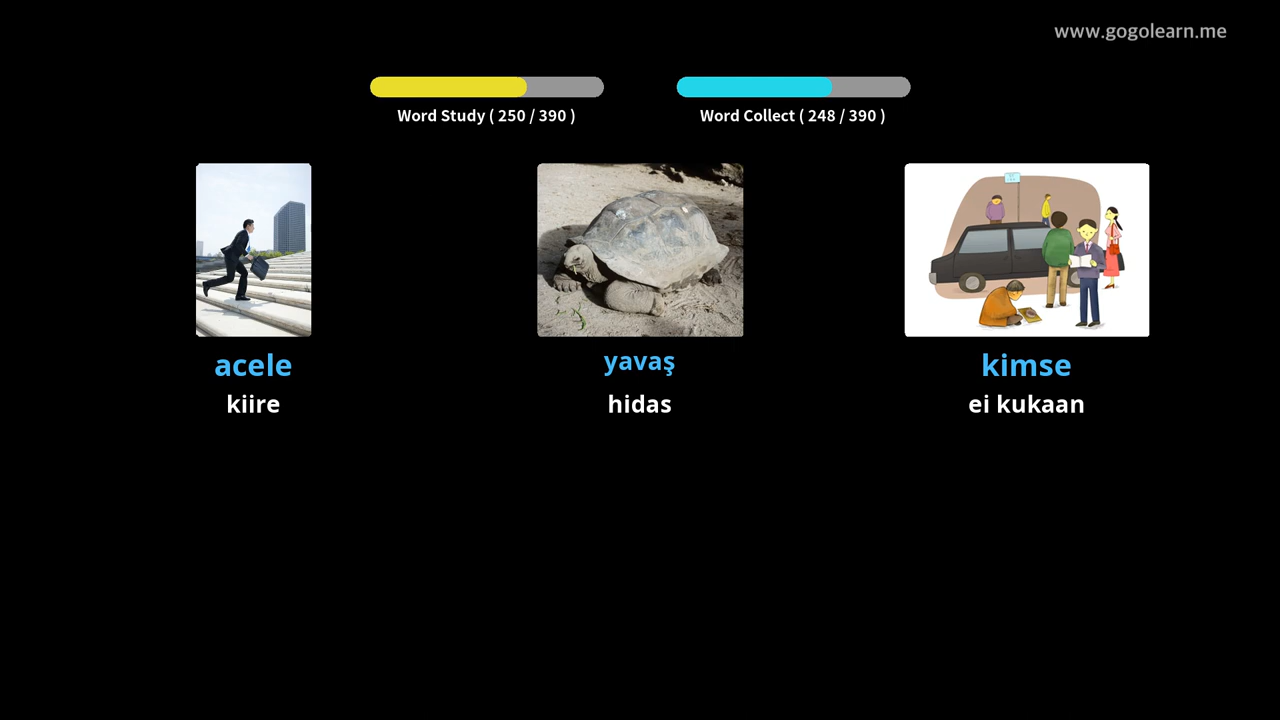 www.gogolearn.me
Word Study ( 250 / 390 )
Word Collect ( 248 / 390 )
acele
yavaş
kimse
kiire
hidas
ei kukaan